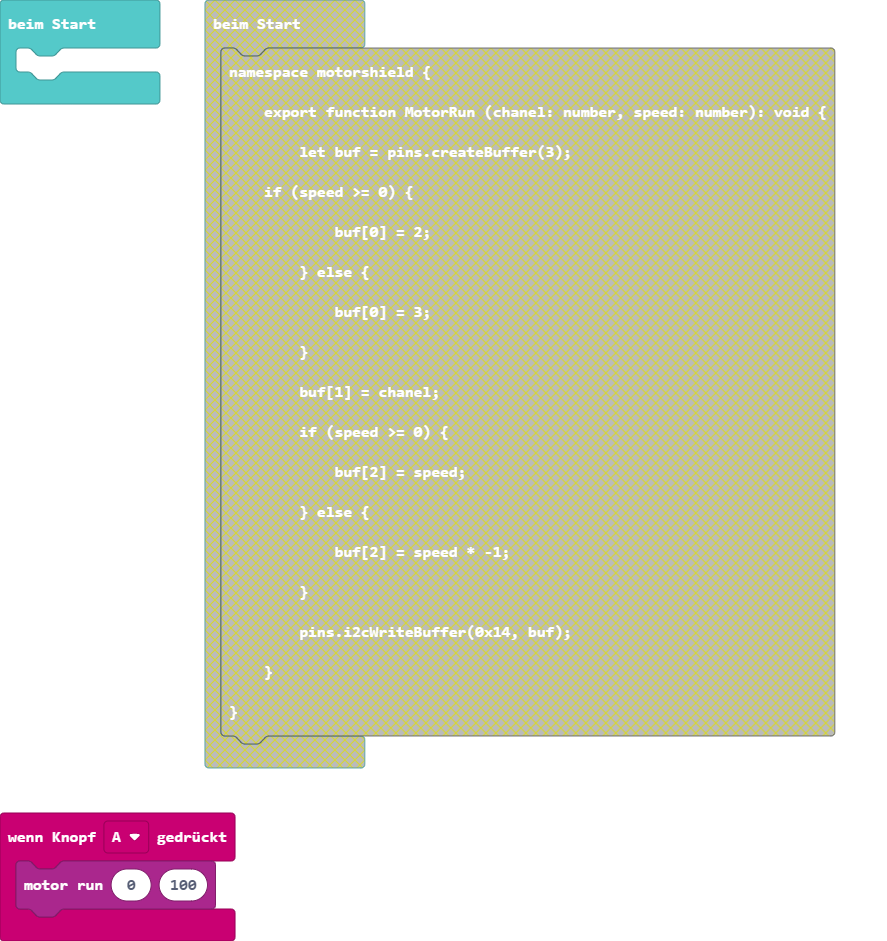 beim Start
beim Start
namespace motorshield {
export function MotorRun (chanel: number, speed: number): void {
let buf = pins.createBuffer(3);
if (speed >= 0) {
buf[0] = 2;
} else {
buf[0] = 3;
}
buf[1] = chanel;
if (speed >= 0) {
buf[2] = speed;
} else {
buf[2] = speed * -1;
}
pins.i2cWriteBuffer(0x14, buf);
}
}
wenn Knopf A gedrückt
motor run 0 100